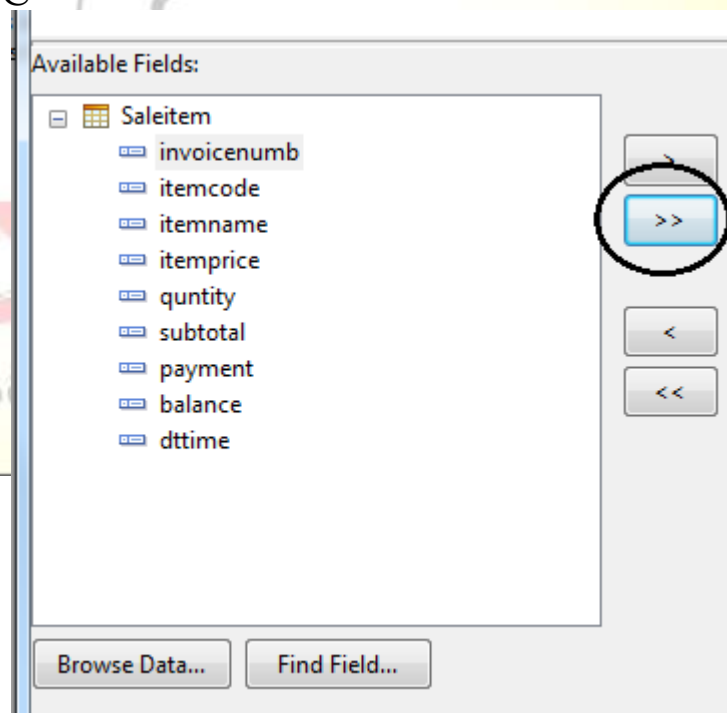 Available Fields:
Saleitem
invoicenumb
>
itemcode
itemname
>>
itemprice
quntity
subtotal
<
payment
<<
balance
dttime
Browse Data...
Find Field...